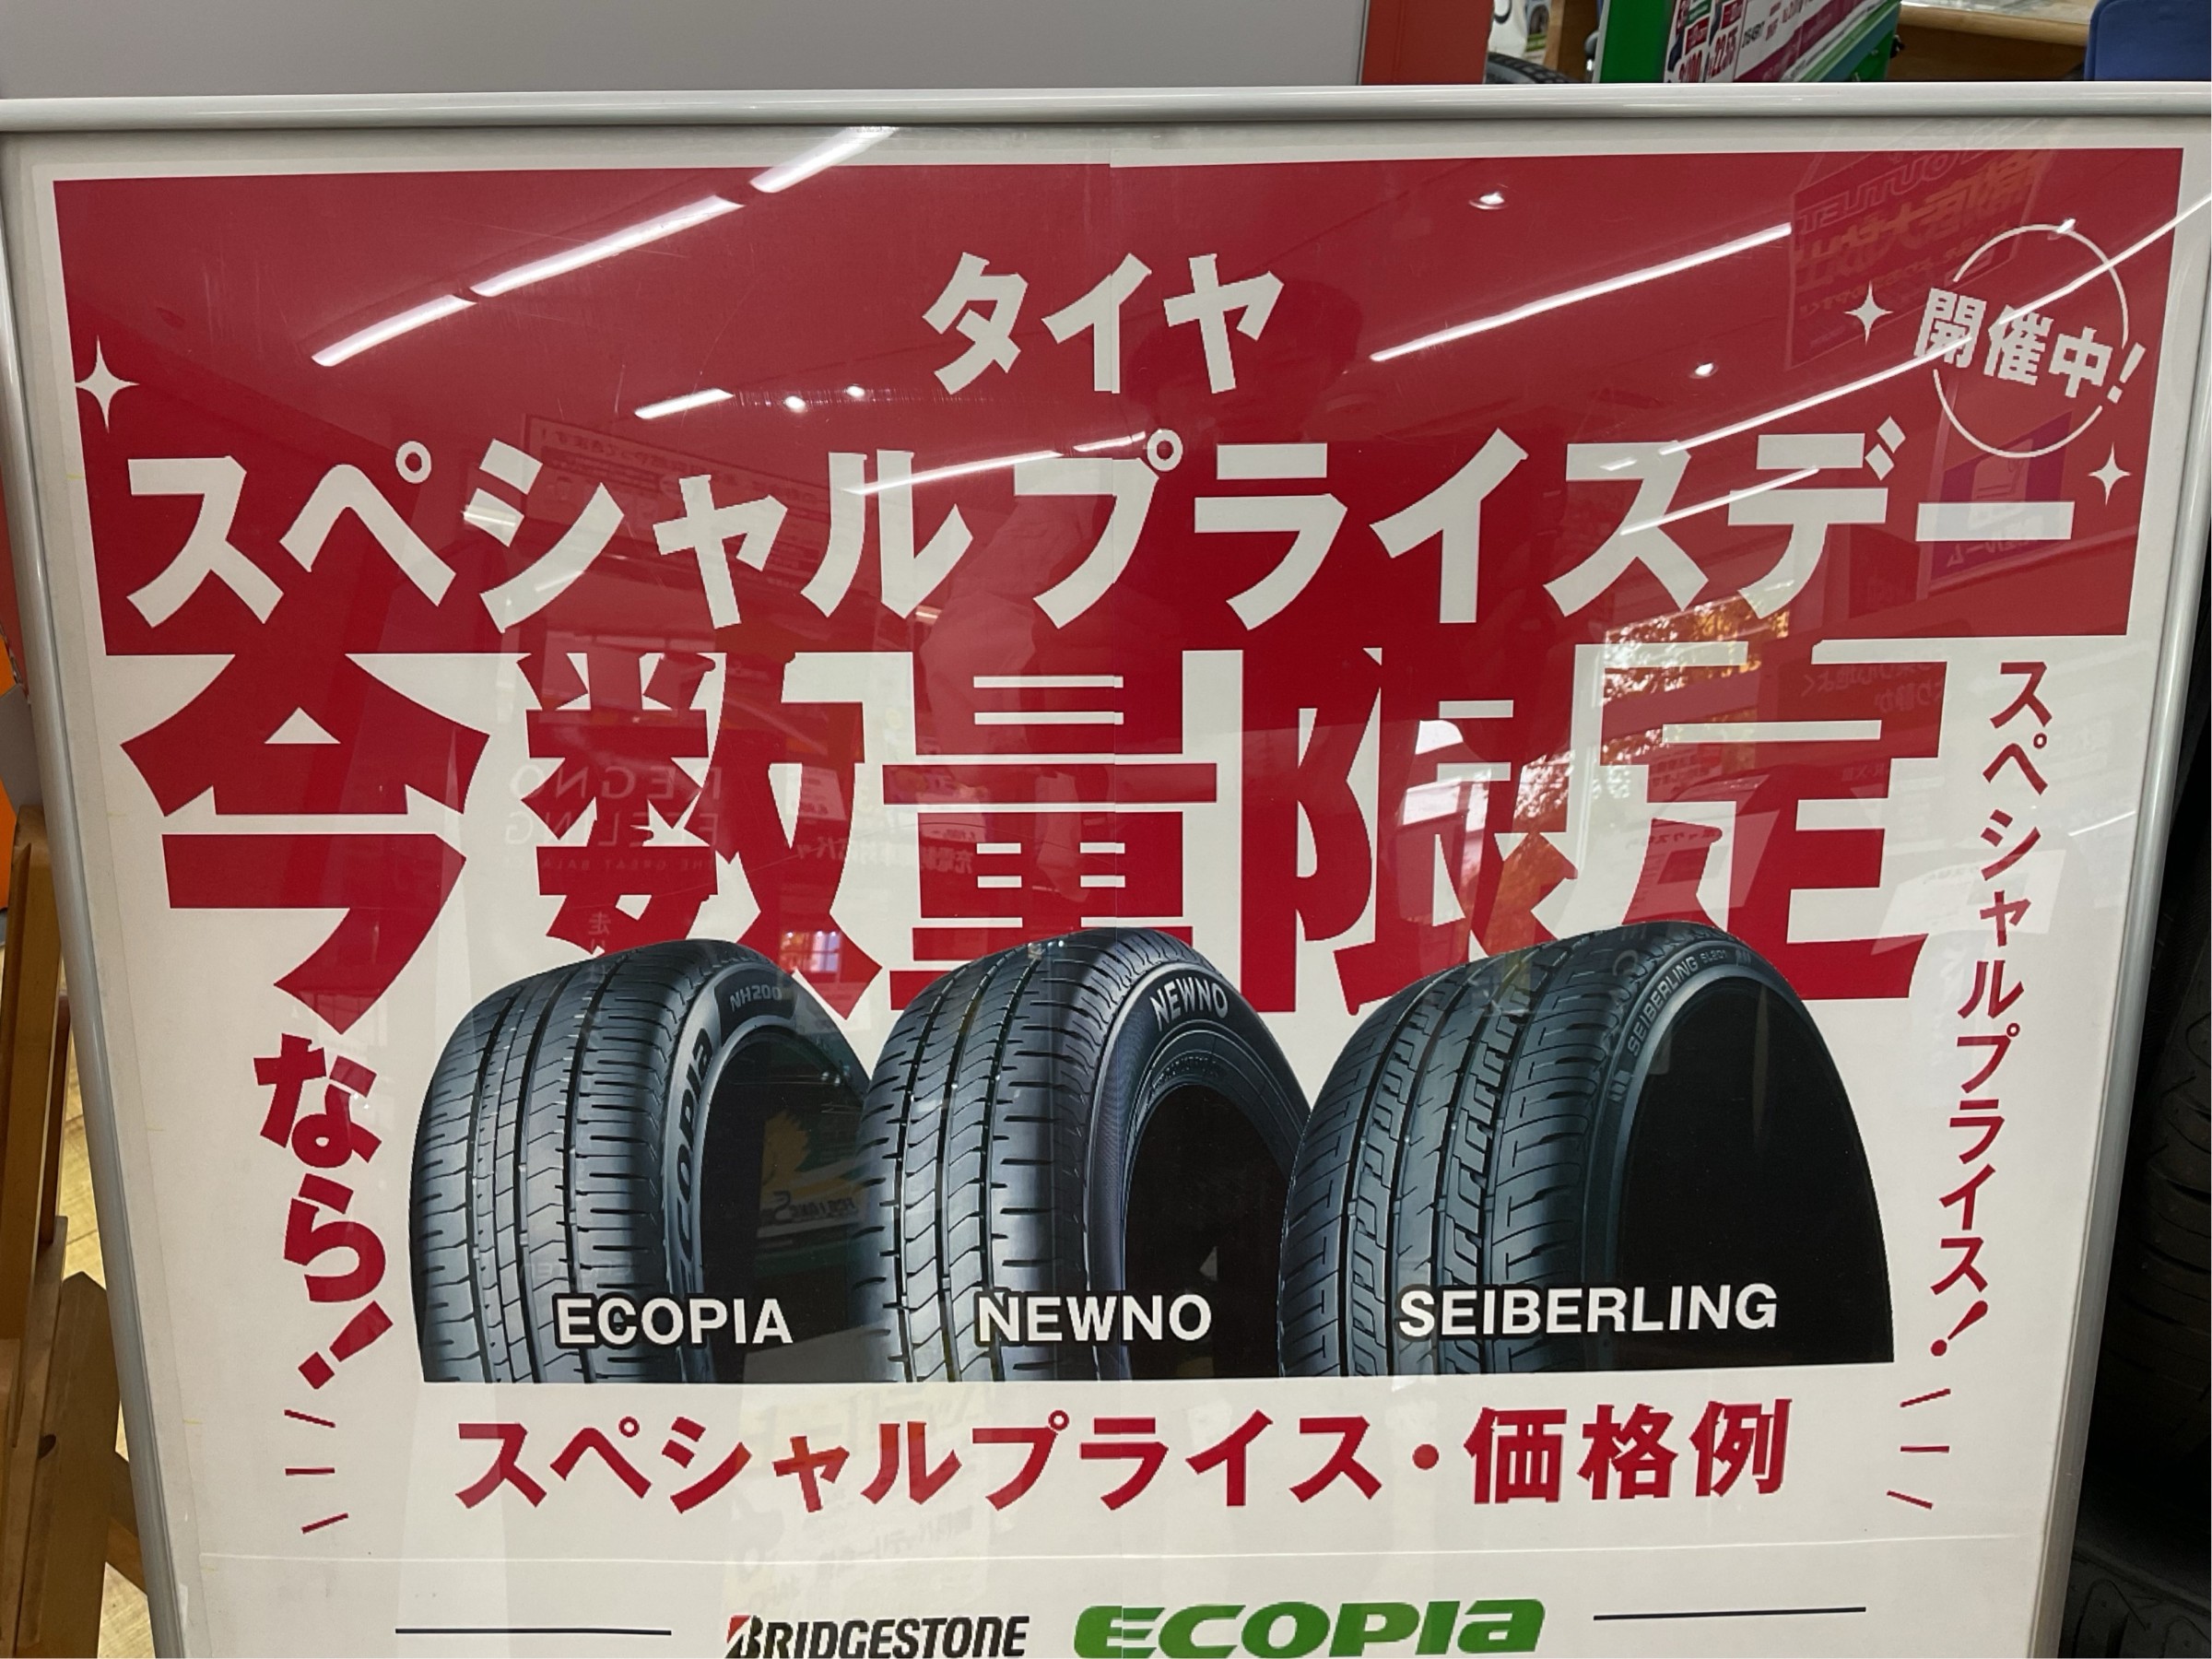 タイヤ
開催中!
スペシャルプライスデー
今なら!
数量限定
スペシャルプライス!
NH200
ECOPIA
NEWNO
SEIBERLING SL201
ECOPIA
NEWNO
SEIBERLING
スペシャルプライス・価格例
BRIDGESTONE ECOPIA